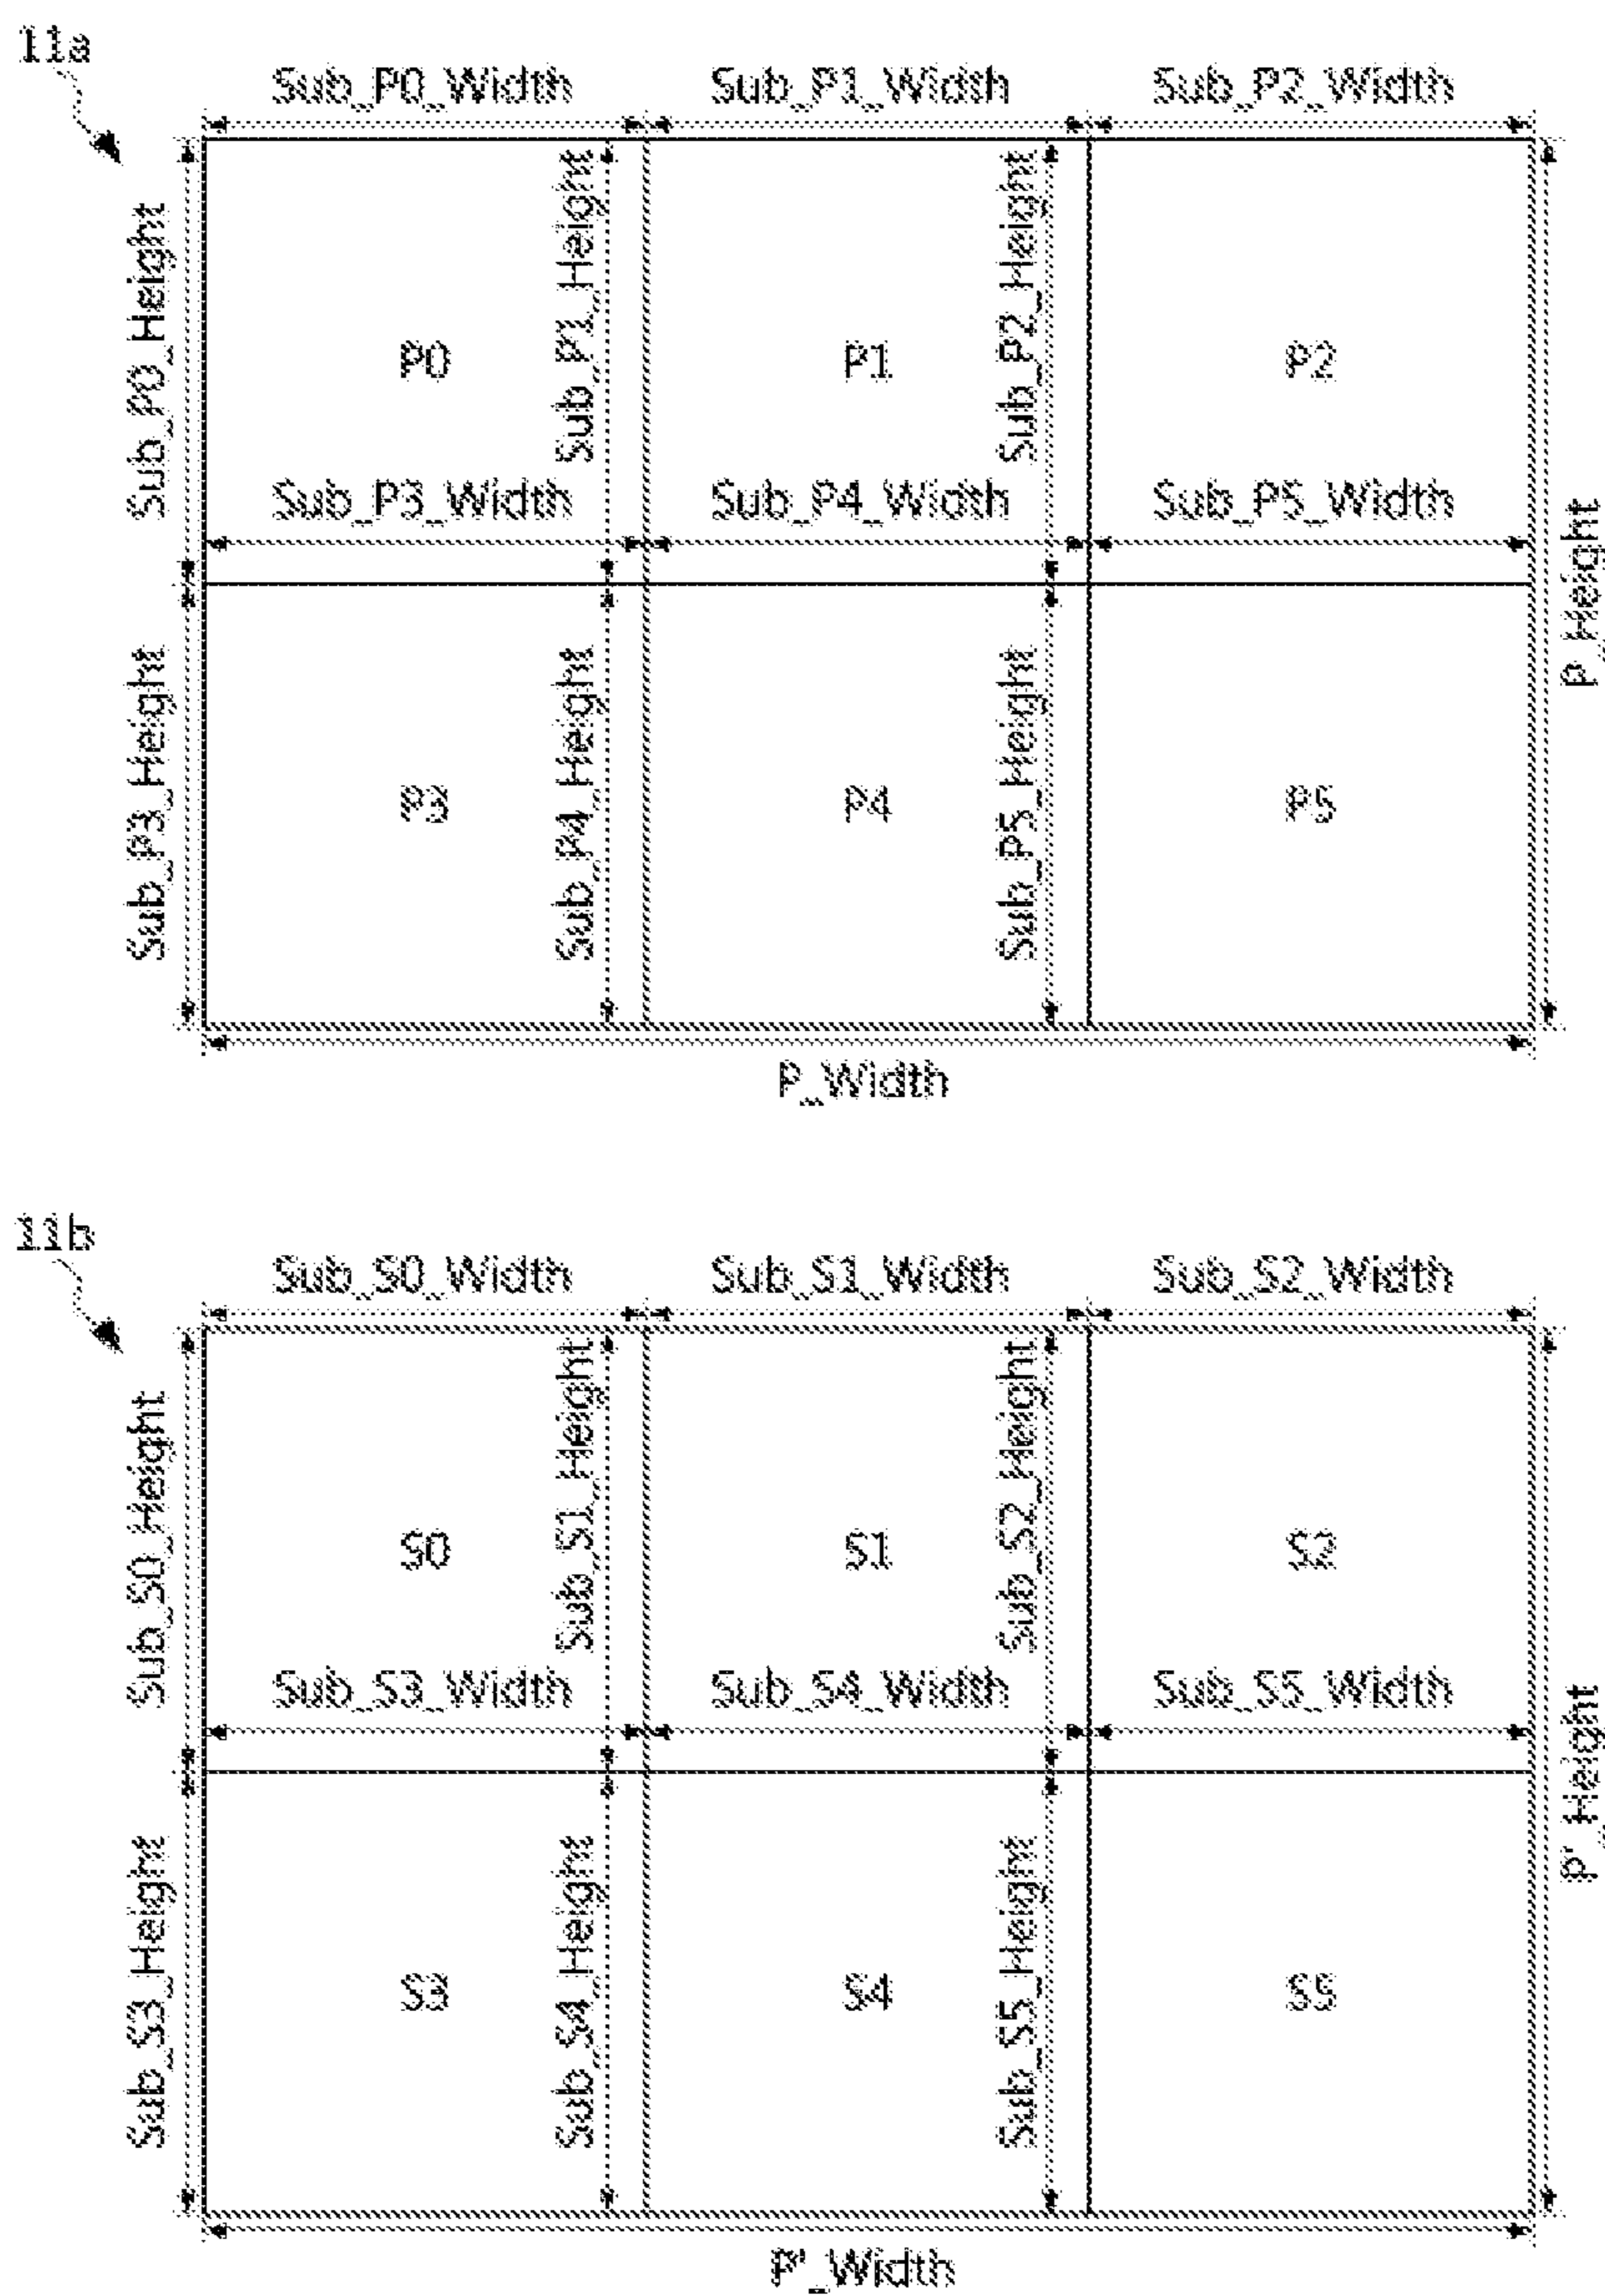 11a
Sub_P0_Width
Sub_P1_Width
Sub_P2_Width
Sub_P0_Height
Sub_P1_Height
Sub_P2_Height
P0
P1
P2
Sub_P3_Width
Sub_P4_Width
Sub_P5_Width
P_Height
Sub_P3_Height
Sub_P4_Height
Sub_P5_Height
P3
P4
P5
P_Width
11b
Sub_S0_Width
Sub_S1_Width
Sub_S2_Width
Sub_S0_Height
Sub_S1_Height
Sub_S2_Height
S0
S1
S2
Sub_S3_Width
Sub_S4_Width
Sub_S5_Width
P'_Height
Sub_S3_Height
Sub_S4_Height
Sub_S5_Height
S3
S4
S5
P'_Width